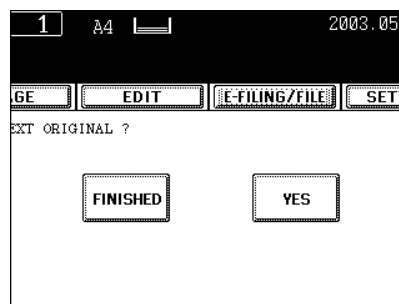 1 A4 2003.05
.GE EDIT E-FILING/FILE SET
EXT ORIGINAL ?
FINISHED YES